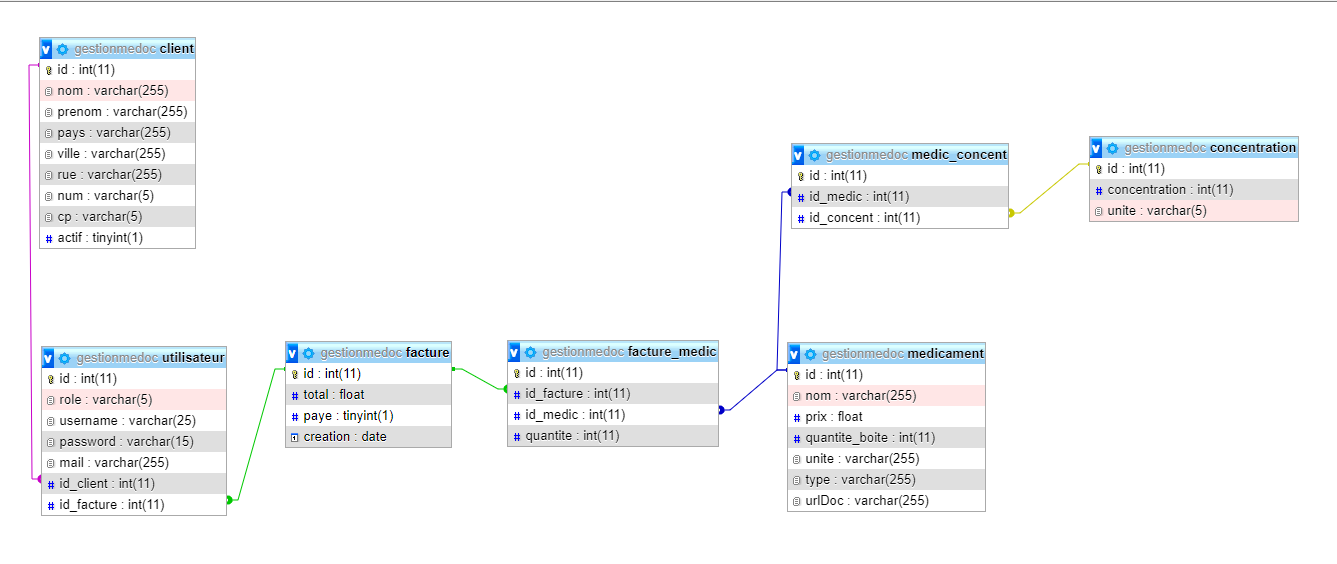 gestionmedoc client
id : int(11)
nom : varchar(255)
prenom : varchar(255)
pays : varchar(255)
ville : varchar(255)
rue : varchar(255)
num : varchar(5)
cp : varchar(5)
actif : tinyint(1)
gestionmedoc medic_concent
id : int(11)
id_medic : int(11)
id_concent : int(11)
gestionmedoc concentration
id : int(11)
concentration : int(11)
unite : varchar(5)
gestionmedoc utilisateur
id : int(11)
role : varchar(5)
username : varchar(25)
password : varchar(15)
mail : varchar(255)
id_client : int(11)
id_facture : int(11)
gestionmedoc facture
id : int(11)
total : float
paye : tinyint(1)
creation : date
gestionmedoc facture_medic
id : int(11)
id_facture : int(11)
id_medic : int(11)
quantite : int(11)
gestionmedoc medicament
id : int(11)
nom : varchar(255)
prix : float
quantite_boite : int(11)
unite : varchar(255)
type : varchar(255)
urlDoc : varchar(255)